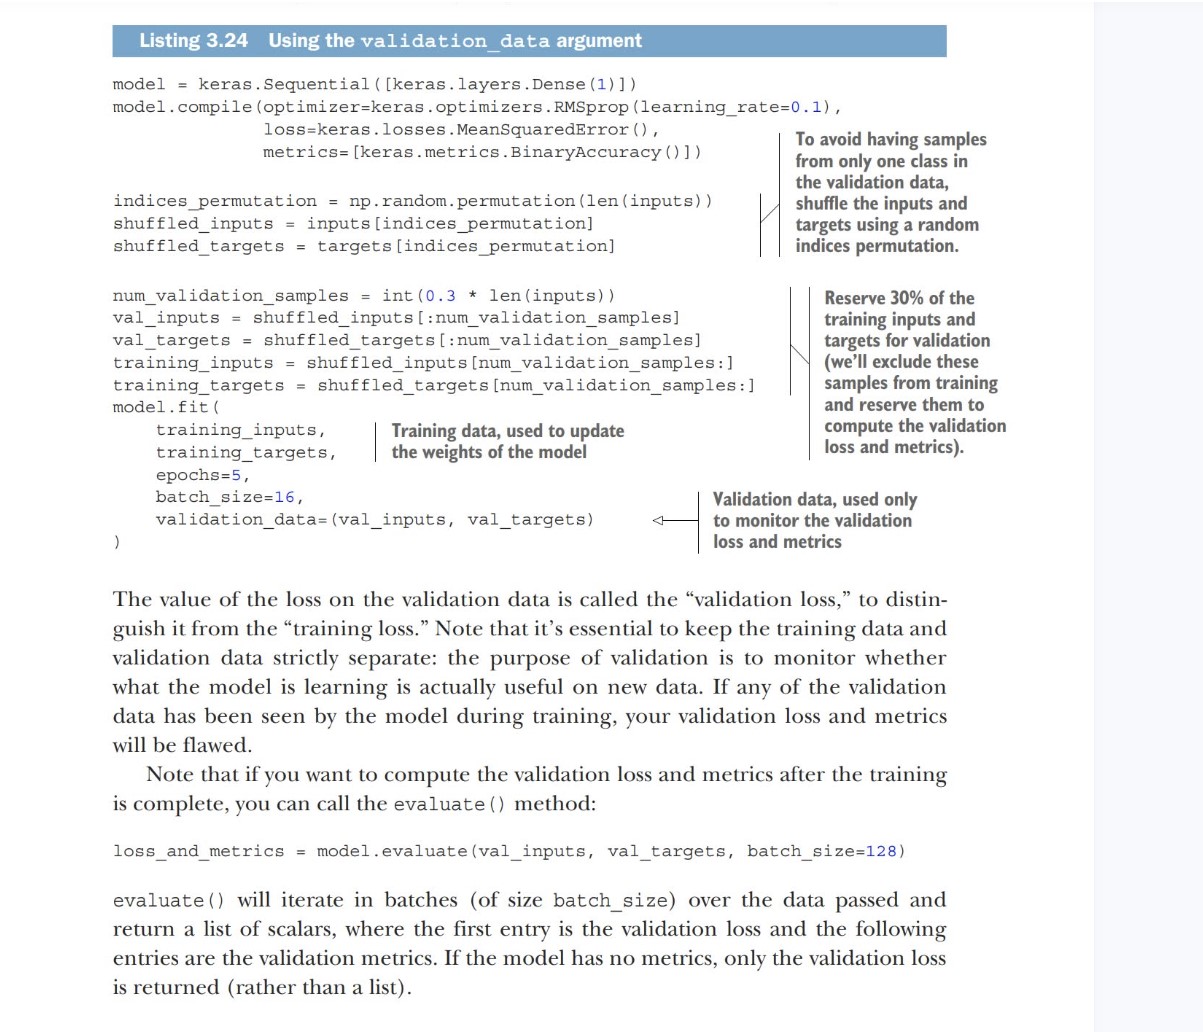 Listing 3.24 Using the validation_data argument
model = keras.Sequential([keras.layers.Dense(1)])
model.compile(optimizer=keras.optimizers.RMSprop(learning_rate=0.1),
loss=keras.losses.MeanSquaredError(),
metrics=[keras.metrics.BinaryAccuracy()])
To avoid having samples
from only one class in
the validation data,
shuffle the inputs and
targets using a random
indices permutation.
indices_permutation = np.random.permutation(len(inputs))
shuffled_inputs = inputs[indices_permutation]
shuffled_targets = targets[indices_permutation]
num_validation_samples = int(0.3 * len(inputs))
val_inputs = shuffled_inputs[:num_validation_samples]
val_targets = shuffled_targets[:num_validation_samples]
training_inputs = shuffled_inputs[num_validation_samples:]
training_targets = shuffled_targets[num_validation_samples:]
Reserve 30% of the
training inputs and
targets for validation
(we'll exclude these
samples from training
and reserve them to
compute the validation
loss and metrics).
model.fit(
training_inputs,
training_targets,
Training data, used to update
the weights of the model
epochs=5,
batch_size=16,
validation_data=(val_inputs, val_targets)
)
Validation data, used only
to monitor the validation
loss and metrics
The value of the loss on the validation data is called the “validation loss,” to distin-
guish it from the “training loss.” Note that it’s essential to keep the training data and
validation data strictly separate: the purpose of validation is to monitor whether
what the model is learning is actually useful on new data. If any of the validation
data has been seen by the model during training, your validation loss and metrics
will be flawed.
Note that if you want to compute the validation loss and metrics after the training
is complete, you can call the evaluate() method:
loss_and_metrics = model.evaluate(val_inputs, val_targets, batch_size=128)
evaluate() will iterate in batches (of size batch_size) over the data passed and
return a list of scalars, where the first entry is the validation loss and the following
entries are the validation metrics. If the model has no metrics, only the validation loss
is returned (rather than a list).